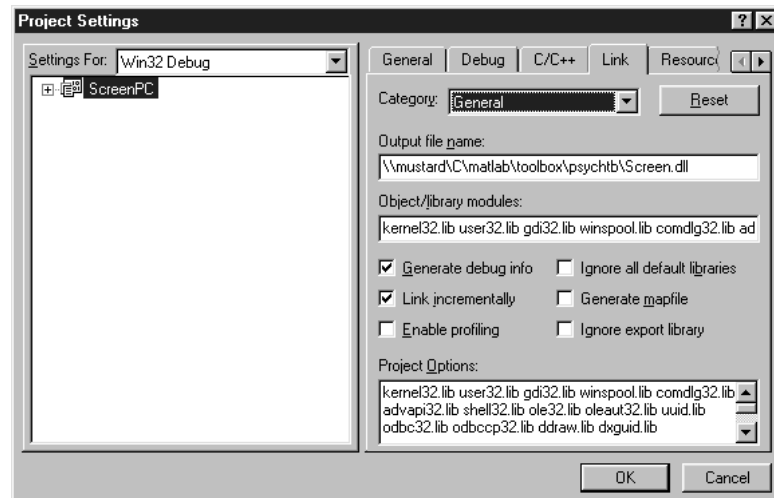 Project Settings
Settings For: Win32 Debug
ScreenPC
General Debug C/C++ Link
Category: General Reset
Output file name:
\\mustard\C\matlab\toolbox\psychtb\Screen.dll
Object/library modules:
kernel32.lib user32.lib gdi32.lib winspool.lib comdlg32.lib ad
Generate debug info Ignore all default libraries
Link incrementally Generate mapfile
Enable profiling Ignore export library
Project Options:
kernel32.lib user32.lib gdi32.lib winspool.lib comdlg32.lib
advapi32.lib shell32.lib ole32.lib oleaut32.lib uuid.lib
odbc32.lib odbccp32.lib ddraw.lib dxguid.lib
OK Cancel